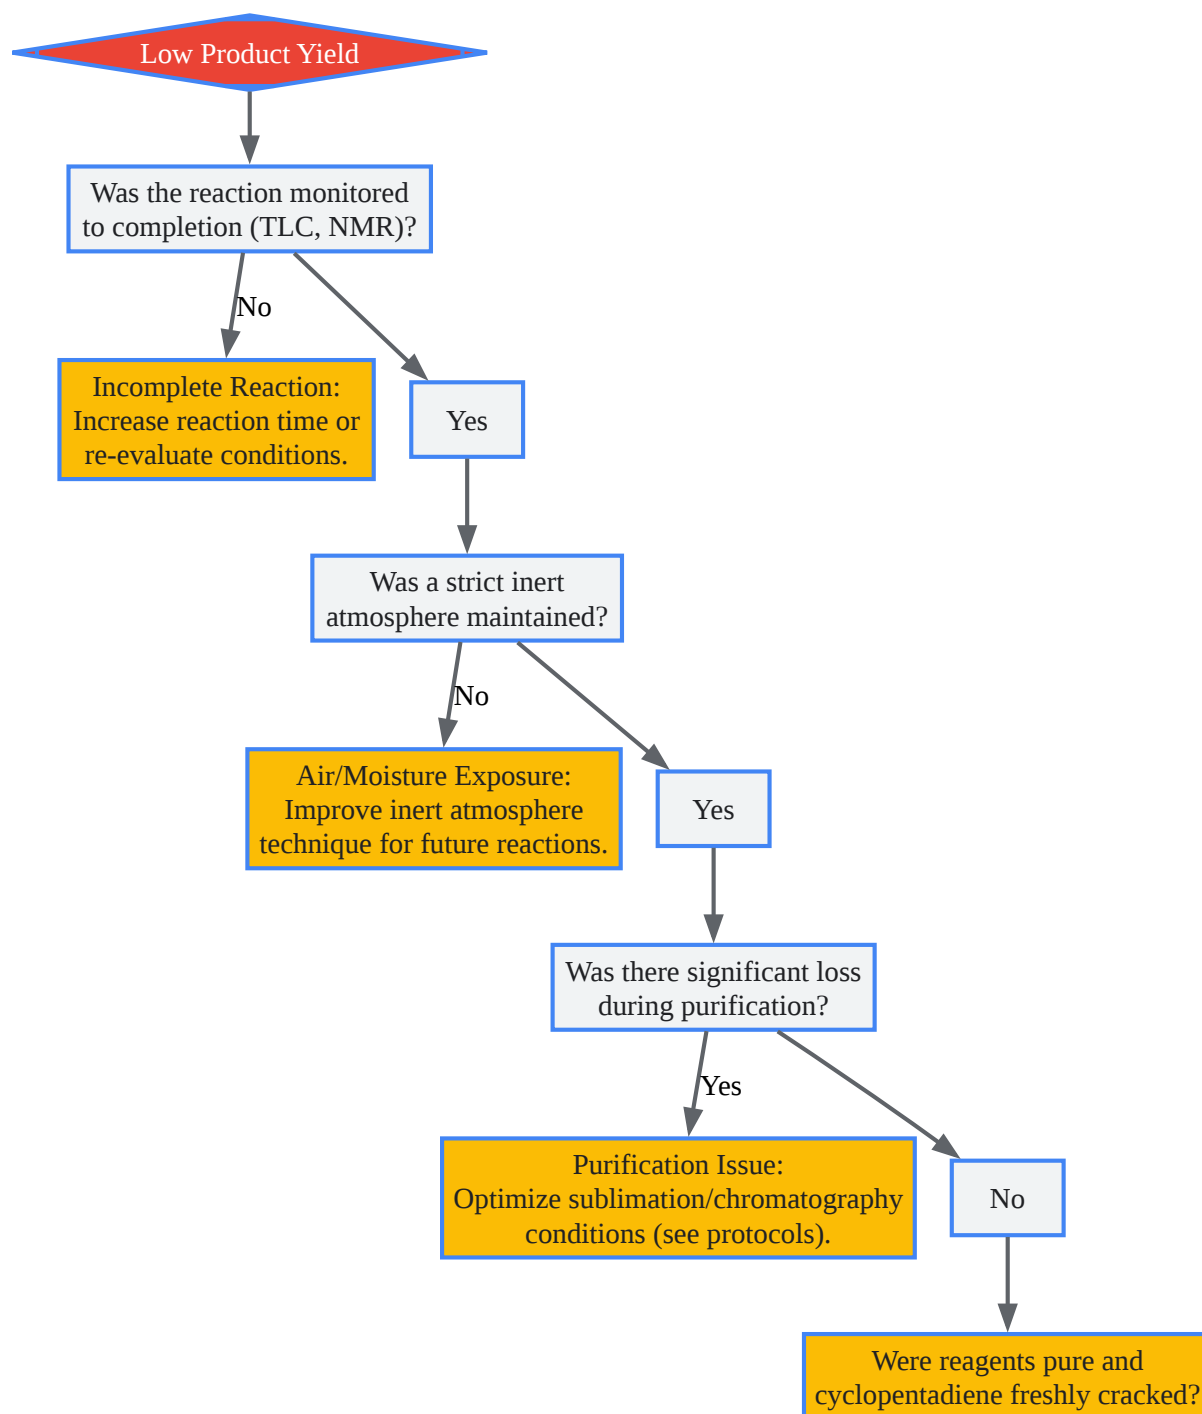 Low Product Yield
Was the reaction monitored
to completion (TLC, NMR)?
No
Incomplete Reaction:
Increase reaction time or
re-evaluate conditions.
Yes
Was a strict inert
atmosphere maintained?
No
Air/Moisture Exposure:
Improve inert atmosphere
technique for future reactions.
Yes
Was there significant loss
during purification?
Yes
Purification Issue:
Optimize sublimation/chromatography
conditions (see protocols).
No
Were reagents pure and
cyclopentadiene freshly cracked?